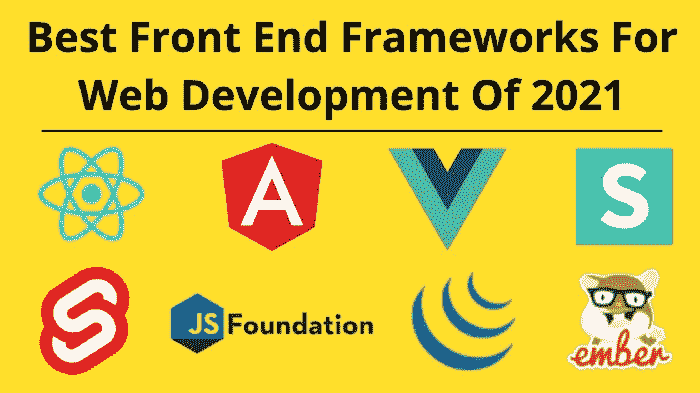 Best Front End Frameworks For
Web Development Of 2021
A
S
JS Foundation
ember